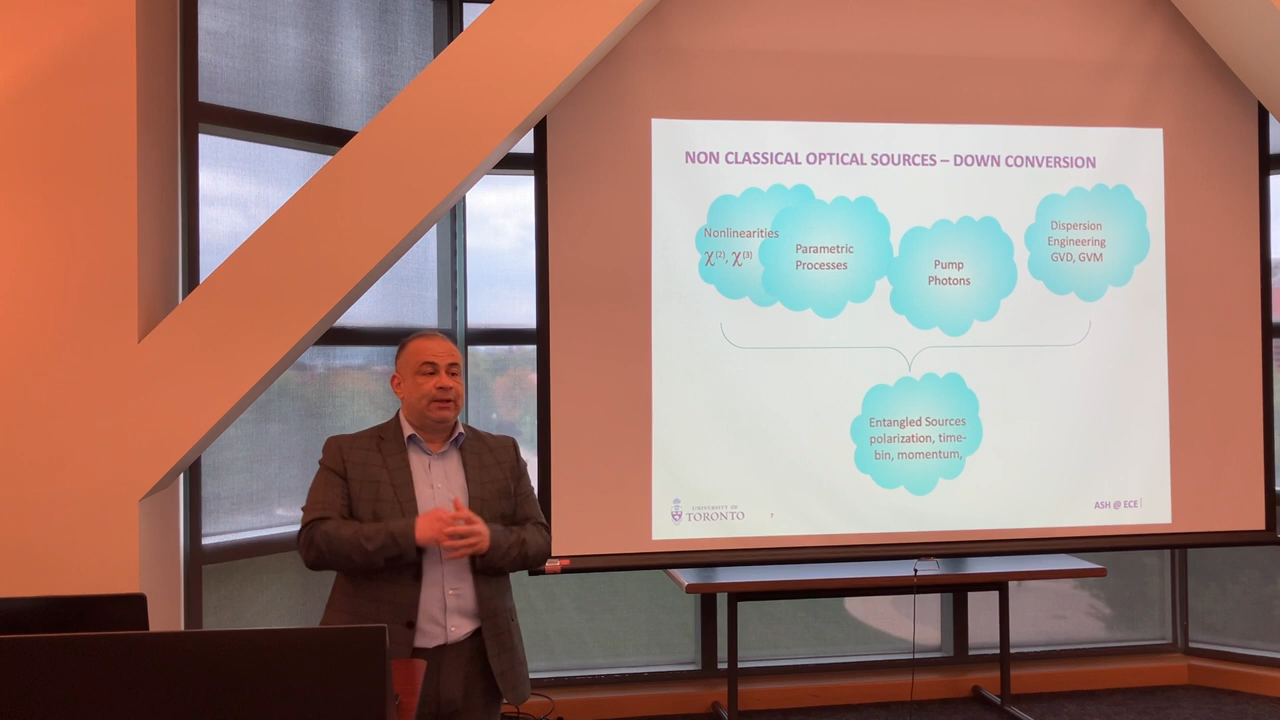 NON CLASSICAL OPTICAL SOURCES – DOWN CONVERSION
Nonlinearities
χ(2), χ(3)
Parametric
Processes
Pump
Photons
Dispersion
Engineering
GVD, GVM
Entangled Sources
polarization, time-
bin, momentum,
UNIVERSITY OF
TORONTO
7
ASH @ ECE